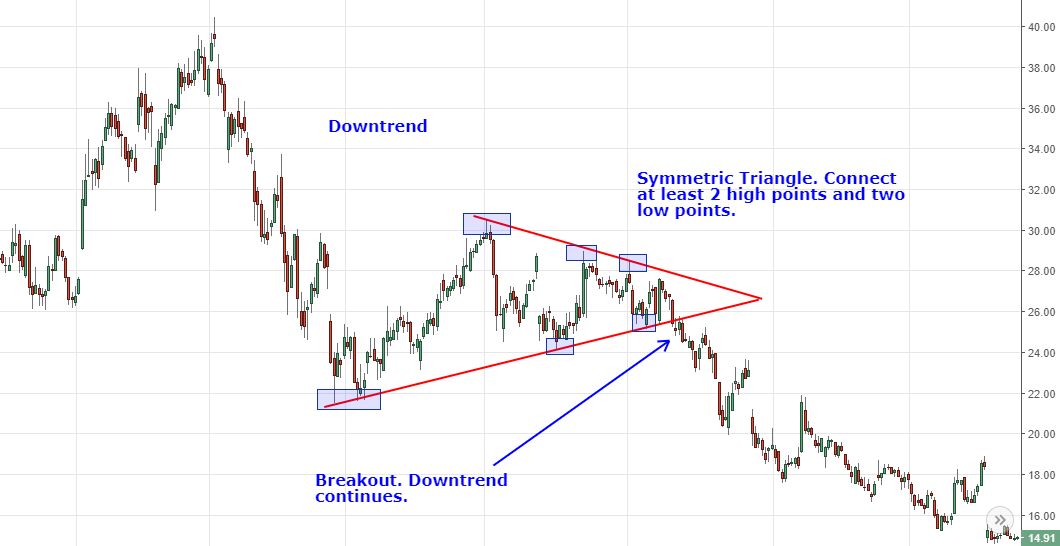 40.00
38.00
Downtrend
36.00
34.00
Symmetric Triangle. Connect
at least 2 high points and two
low points.
32.00
30.00
28.00
26.00
24.00
22.00
20.00
Breakout. Downtrend
continues.
18.00
16.00
14.91